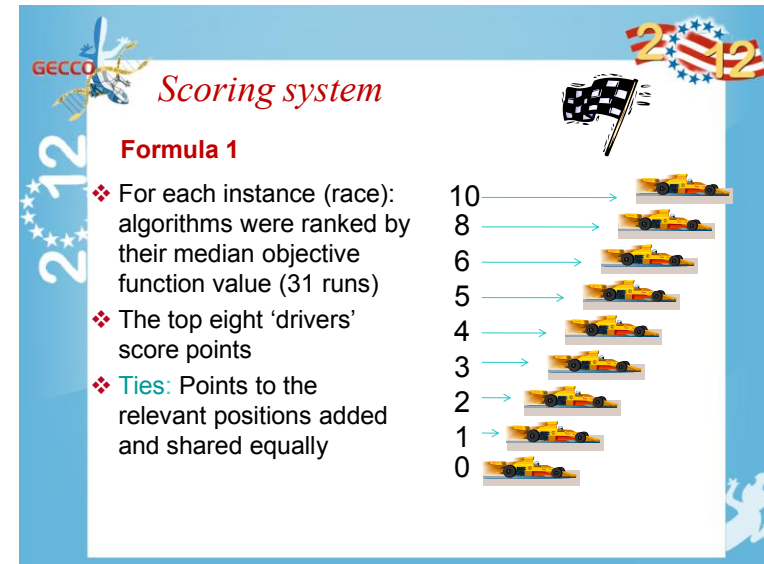 GECCO
2012
2012
Scoring system
Formula 1
❖ For each instance (race):
algorithms were ranked by
their median objective
function value (31 runs)
❖ The top eight ‘drivers’
score points
❖ Ties: Points to the
relevant positions added
and shared equally
10
8
6
5
4
3
2
1
0